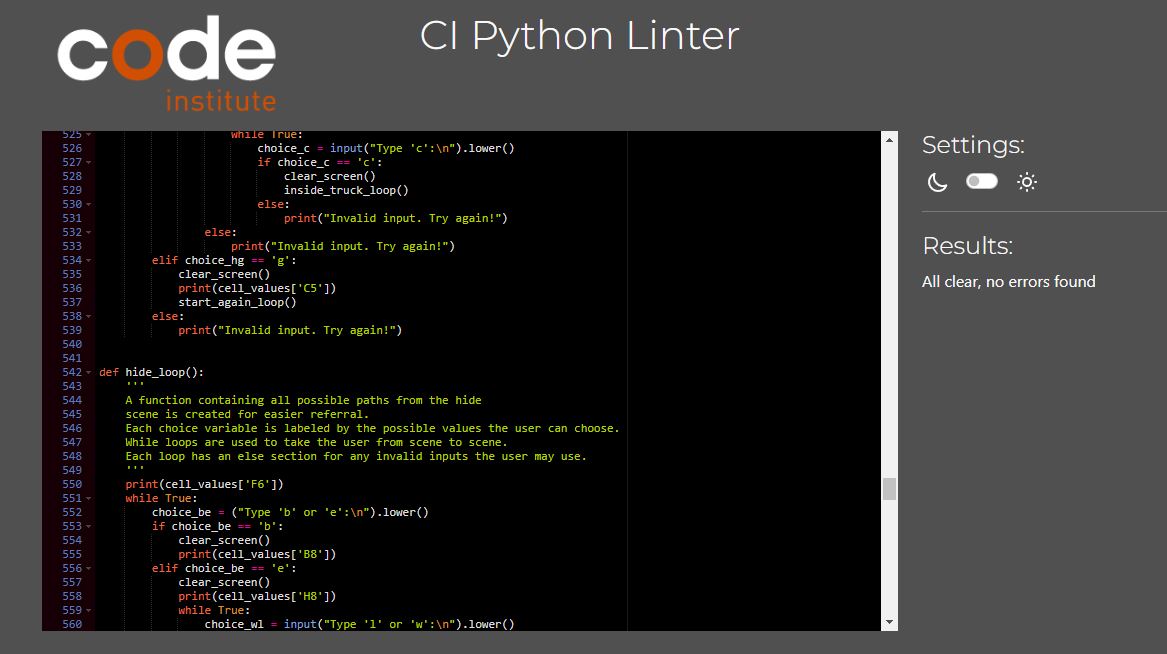 code
institute
CI Python Linter
525 while True:
526 choice_c = input("Type 'c':\n").lower()
527 if choice_c == 'c':
528 clear_screen()
529 inside_truck_loop()
530 else:
531 print("Invalid input. Try again!")
532 else:
533 print("Invalid input. Try again!")
534 elif choice_hg == 'g':
535 clear_screen()
536 print(cell_values['C5'])
537 start_again_loop()
538 else:
539 print("Invalid input. Try again!")
540
541
542 def hide_loop():
543 '''
544 A function containing all possible paths from the hide
545 scene is created for easier referral.
546 Each choice variable is labeled by the possible values the user can choose.
547 While loops are used to take the user from scene to scene.
548 Each loop has an else section for any invalid inputs the user may use.
549 '''
550 print(cell_values['F6'])
551 while True:
552 choice_be = ("Type 'b' or 'e':\n").lower()
553 if choice_be == 'b':
554 clear_screen()
555 print(cell_values['B8'])
556 elif choice_be == 'e':
557 clear_screen()
558 print(cell_values['H8'])
559 while True:
560 choice_wl = input("Type 'l' or 'w':\n").lower()
Settings:
Results:
All clear, no errors found